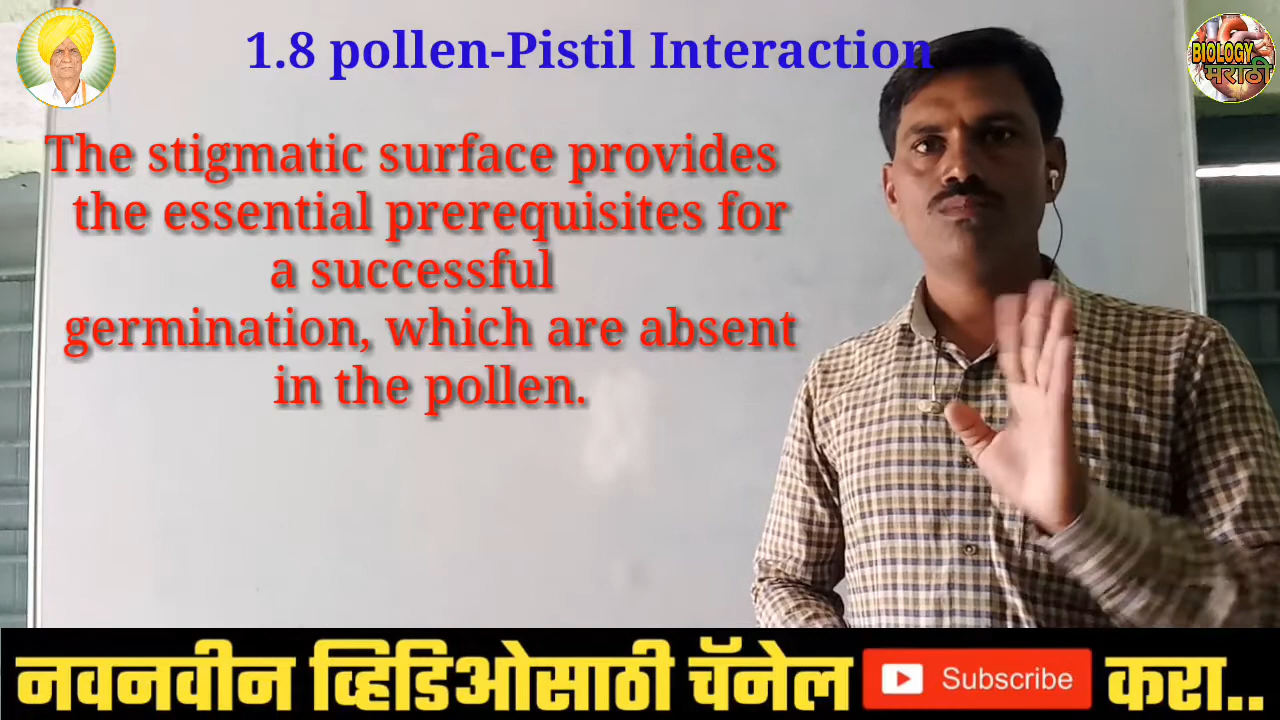 1.8 pollen-Pistil Interaction
BIOLOGY
मराठी
The stigmatic surface provides
the essential prerequisites for
a successful
germination, which are absent
in the pollen.
नवनवीन व्हिडिओसाठी चॅनेल Subscribe करा..